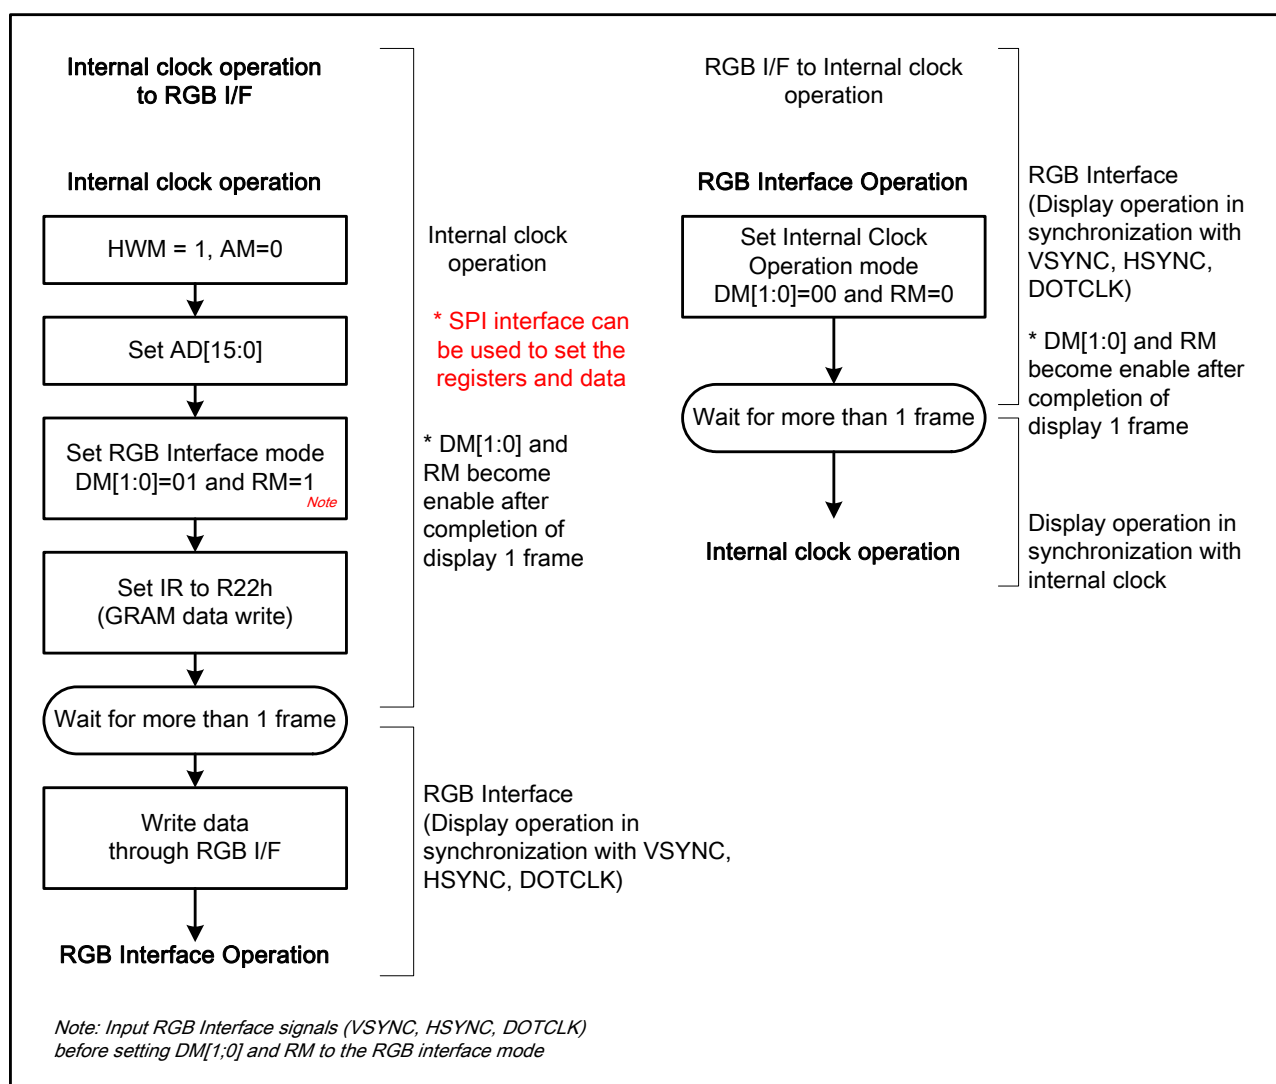 Internal clock operation
to RGB I/F
Internal clock operation
HWM = 1, AM=0
Set AD[15:0]
Set RGB Interface mode
DM[1:0]=01 and RM=1
Note
Set IR to R22h
(GRAM data write)
Wait for more than 1 frame
Write data
through RGB I/F
RGB Interface Operation
Internal clock
operation
* SPI interface can
be used to set the
registers and data
* DM[1:0] and
RM become
enable after
completion of
display 1 frame
RGB Interface
(Display operation in
synchronization with VSYNC,
HSYNC, DOTCLK)
RGB I/F to Internal clock
operation
RGB Interface Operation
Set Internal Clock
Operation mode
DM[1:0]=00 and RM=0
Wait for more than 1 frame
Internal clock operation
RGB Interface
(Display operation in
synchronization with
VSYNC, HSYNC,
DOTCLK)
* DM[1:0] and RM
become enable after
completion of
display 1 frame
Display operation in
synchronization with
internal clock
Note: Input RGB Interface signals (VSYNC, HSYNC, DOTCLK)
before setting DM[1;0] and RM to the RGB interface mode